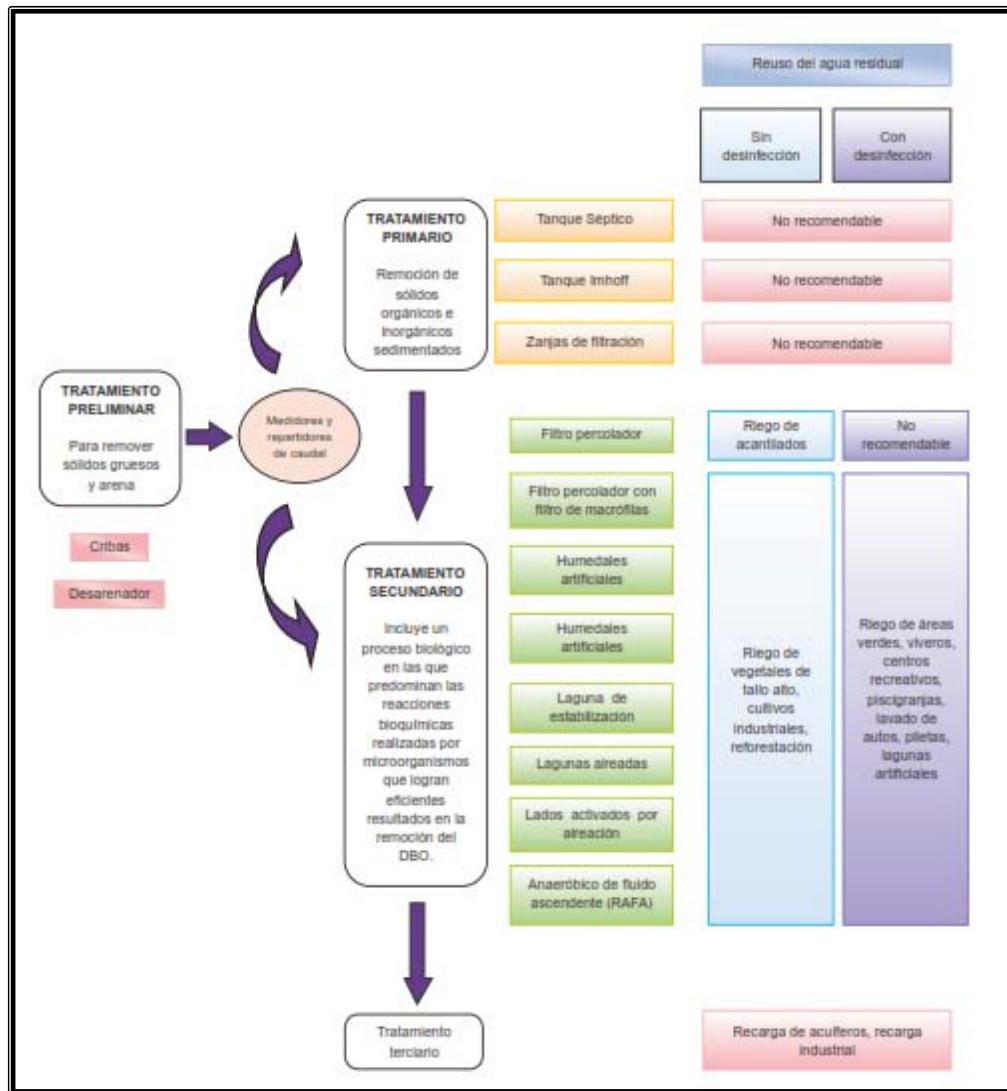 Reuso del agua residual
Sin
desinfección
Con
desinfección
TRATAMIENTO
PRIMARIO
Remoción de
sólidos
orgánicos e
inorgánicos
sedimentados
Tanque Séptico
No recomendable
Tanque Imhoff
No recomendable
Zanjas de filtración
No recomendable
TRATAMIENTO
PRELIMINAR
Para remover
sólidos gruesos
y arena
Medidores y
repartidores
de caudal
Cribas
Desarenador
Filtro percolador
Riego de
acantilados
No
recomendable
TRATAMIENTO
SECUNDARIO
Incluye un
proceso biológico
en las que
predominan las
reacciones
bioquímicas
realizadas por
microorganismos
que logran
eficientes
resultados en la
remoción del
DBO.
Filtro percolador con
filtro de macrófilas
Humedales
artificiales
Humedales
artificiales
Laguna de
estabilización
Lagunas aireadas
Lados activados por
aireación
Anaeróbico de fluido
ascendente (RAFA)
Riego de
vegetales de
tallo alto,
cultivos
industriales,
reforestación
Riego de áreas
verdes, viveros,
centros
recreativos,
piscigranjas,
lavado de
autos, piletas,
lagunas
artificiales
Tratamiento
terciario
Recarga de acuíferos, recarga
industrial